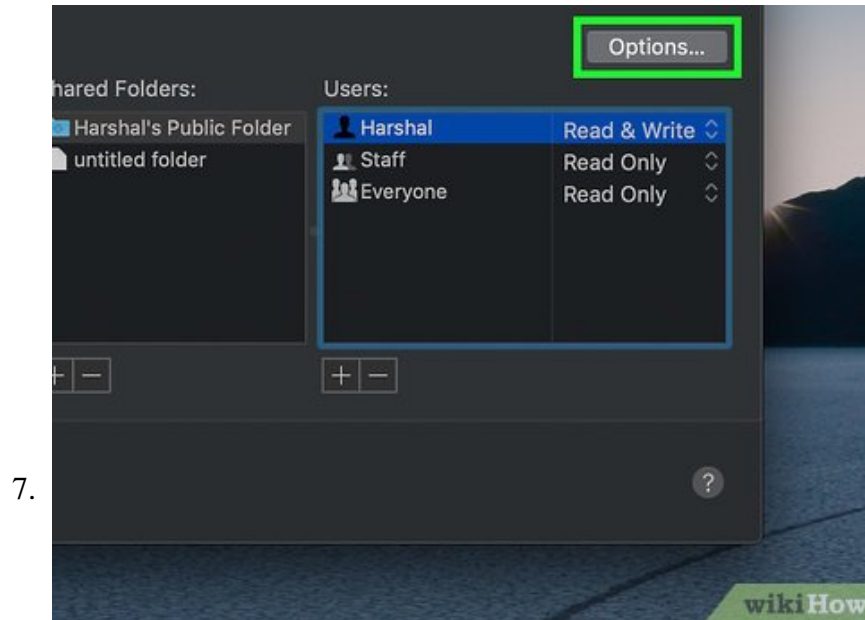 Options...
hared Folders:
Users:
Harshal's Public Folder
untitled folder
Harshal
Read & Write
Staff
Read Only
Everyone
Read Only
+ −
+ −
?
7.
wikiHow